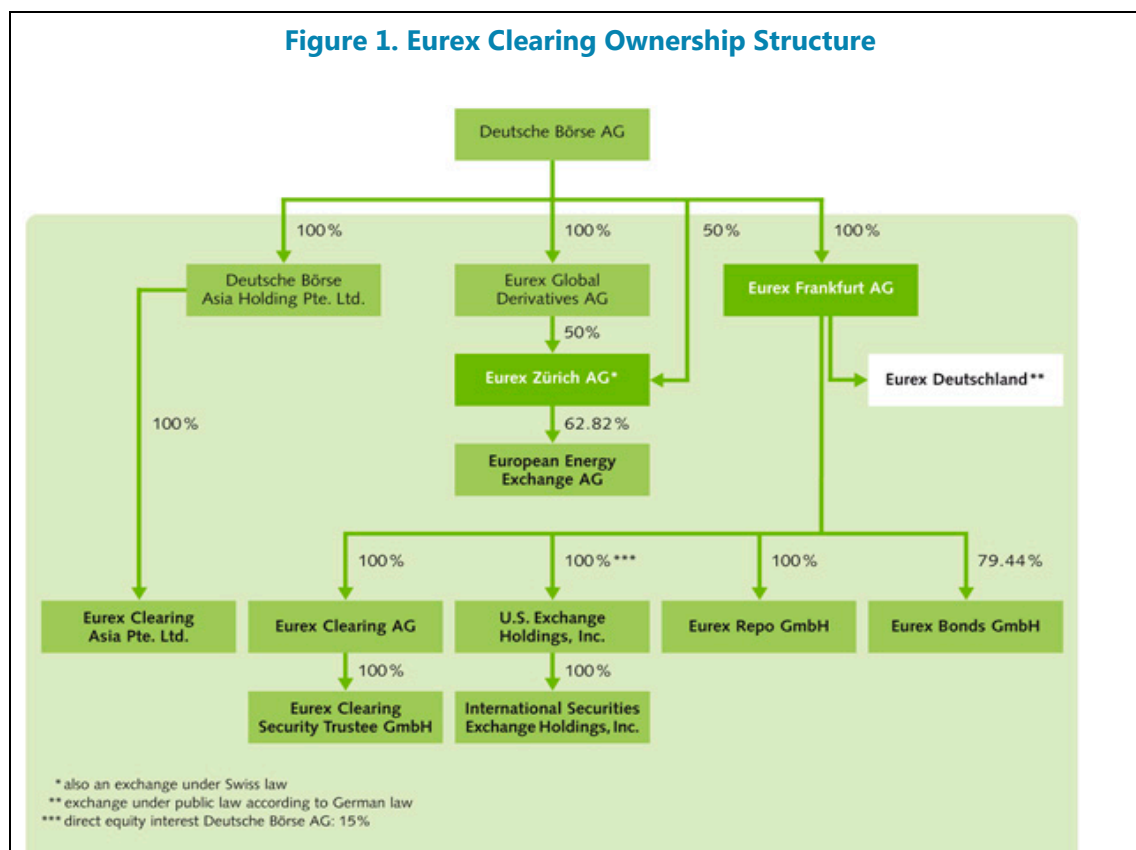 Figure 1. Eurex Clearing Ownership Structure
Deutsche Börse AG
100%
100%
50%
100%
Deutsche Börse
Asia Holding Pte. Ltd.
Eurex Global
Derivatives AG
Eurex Frankfurt AG
50%
Eurex Zürich AG*
Eurex Deutschland**
100%
62.82%
European Energy
Exchange AG
100%
100%***
100%
79.44%
Eurex Clearing
Asia Pte. Ltd.
Eurex Clearing AG
U.S. Exchange
Holdings, Inc.
Eurex Repo GmbH
Eurex Bonds GmbH
100%
100%
Eurex Clearing
Security Trustee GmbH
International Securities
Exchange Holdings, Inc.
* also an exchange under Swiss law
** exchange under public law according to German law
*** direct equity interest Deutsche Börse AG: 15%